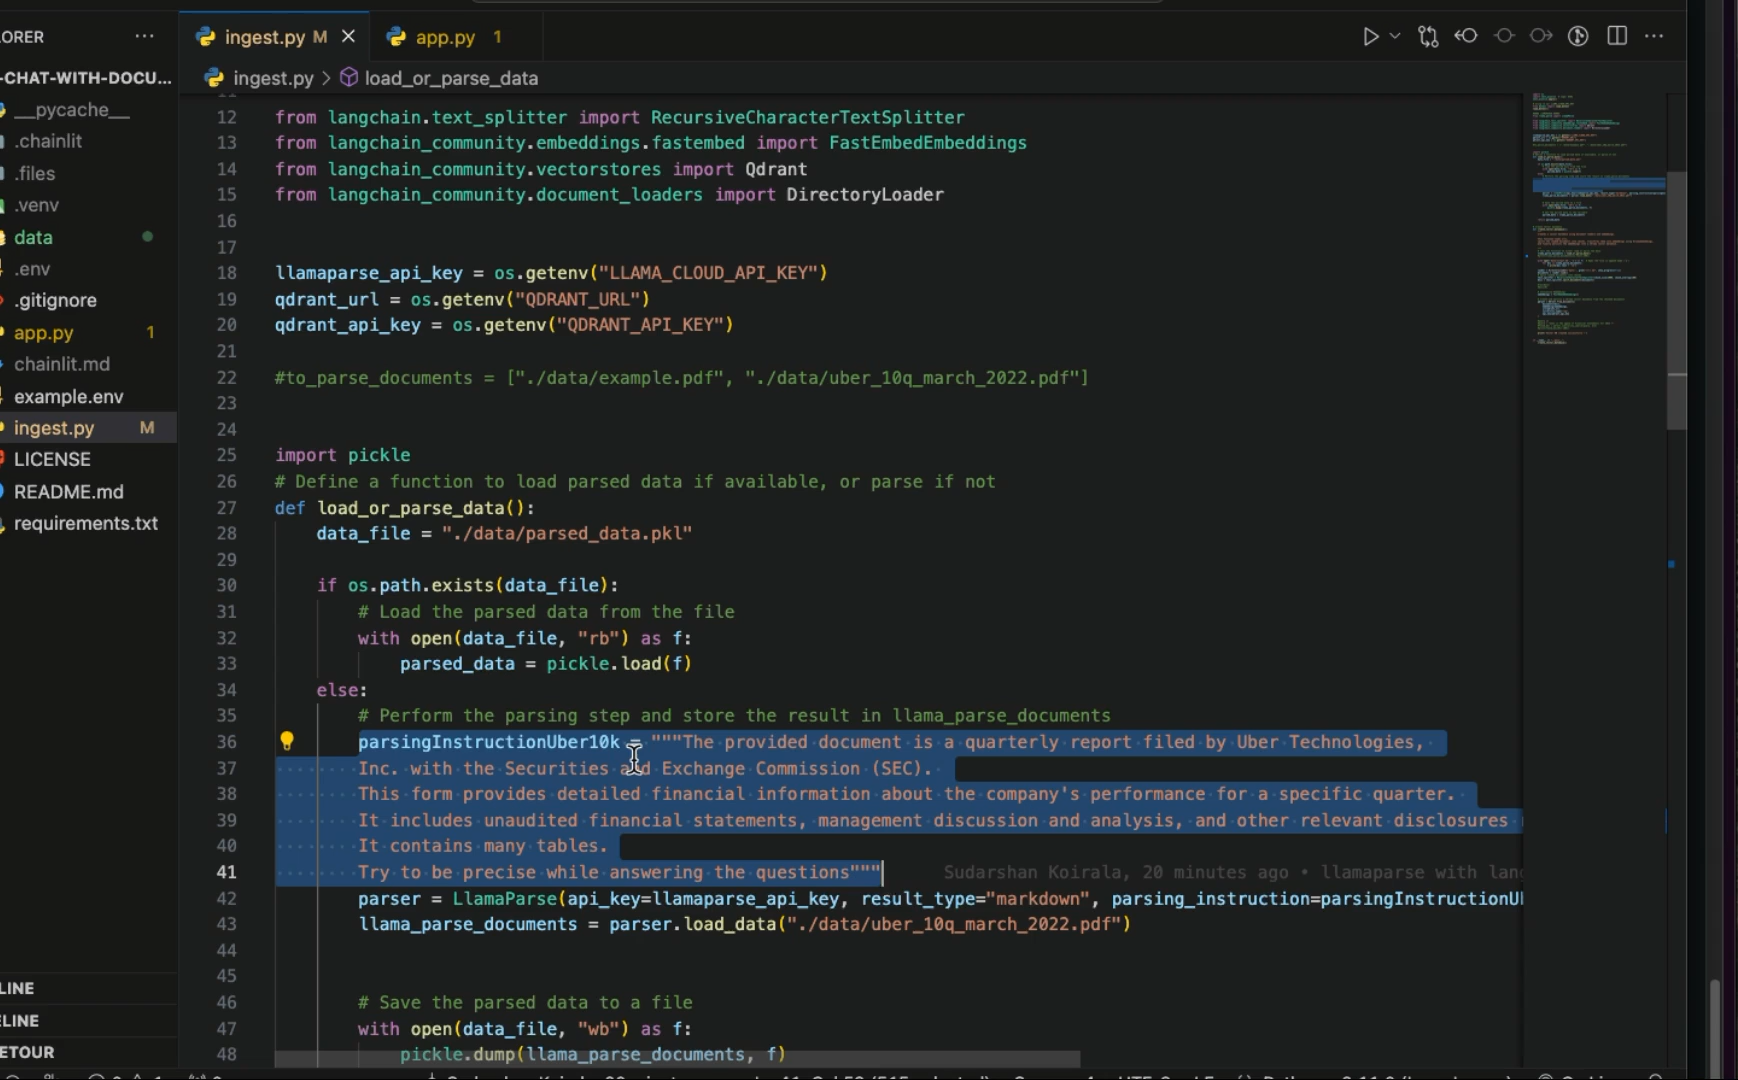 ORER ···
-CHAT-WITH-DOCU...
__pycache__
.chainlit
.files
.venv
data
.env
.gitignore
app.py 1
chainlit.md
example.env
ingest.py M
LICENSE
README.md
requirements.txt
LINE
ELINE
ETOUR
ingest.py M
app.py 1
ingest.py > load_or_parse_data
12 from langchain.text_splitter import RecursiveCharacterTextSplitter
13 from langchain_community.embeddings.fastembed import FastEmbedEmbeddings
14 from langchain_community.vectorstores import Qdrant
15 from langchain_community.document_loaders import DirectoryLoader
16
17
18 llamaparse_api_key = os.getenv("LLAMA_CLOUD_API_KEY")
19 qdrant_url = os.getenv("QDRANT_URL")
20 qdrant_api_key = os.getenv("QDRANT_API_KEY")
21
22 #to_parse_documents = ["./data/example.pdf", "./data/uber_10q_march_2022.pdf"]
23
24
25 import pickle
26 # Define a function to load parsed data if available, or parse if not
27 def load_or_parse_data():
28 data_file = "./data/parsed_data.pkl"
29
30 if os.path.exists(data_file):
31 # Load the parsed data from the file
32 with open(data_file, "rb") as f:
33 parsed_data = pickle.load(f)
34 else:
35 # Perform the parsing step and store the result in llama_parse_documents
36 parsingInstructionUber10k = """The provided document is a quarterly report filed by Uber Technologies,
37 Inc. with the Securities and Exchange Commission (SEC).
38 This form provides detailed financial information about the company's performance for a specific quarter.
39 It includes unaudited financial statements, management discussion and analysis, and other relevant disclosures
40 It contains many tables.
41 Try to be precise while answering the questions""" Sudarshan Koirala, 20 minutes ago • llamaparse with lang
42 parser = LlamaParse(api_key=llamaparse_api_key, result_type="markdown", parsing_instruction=parsingInstructionU
43 llama_parse_documents = parser.load_data("./data/uber_10q_march_2022.pdf")
44
45
46 # Save the parsed data to a file
47 with open(data_file, "wb") as f:
48 pickle.dump(llama_parse_documents, f)